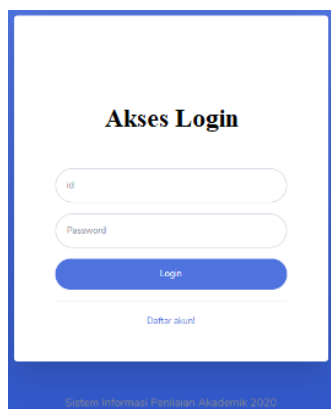 Akses Login
id
Password
Login
Daftar akun!
Sistem Informasi Penilaian Akademik 2020